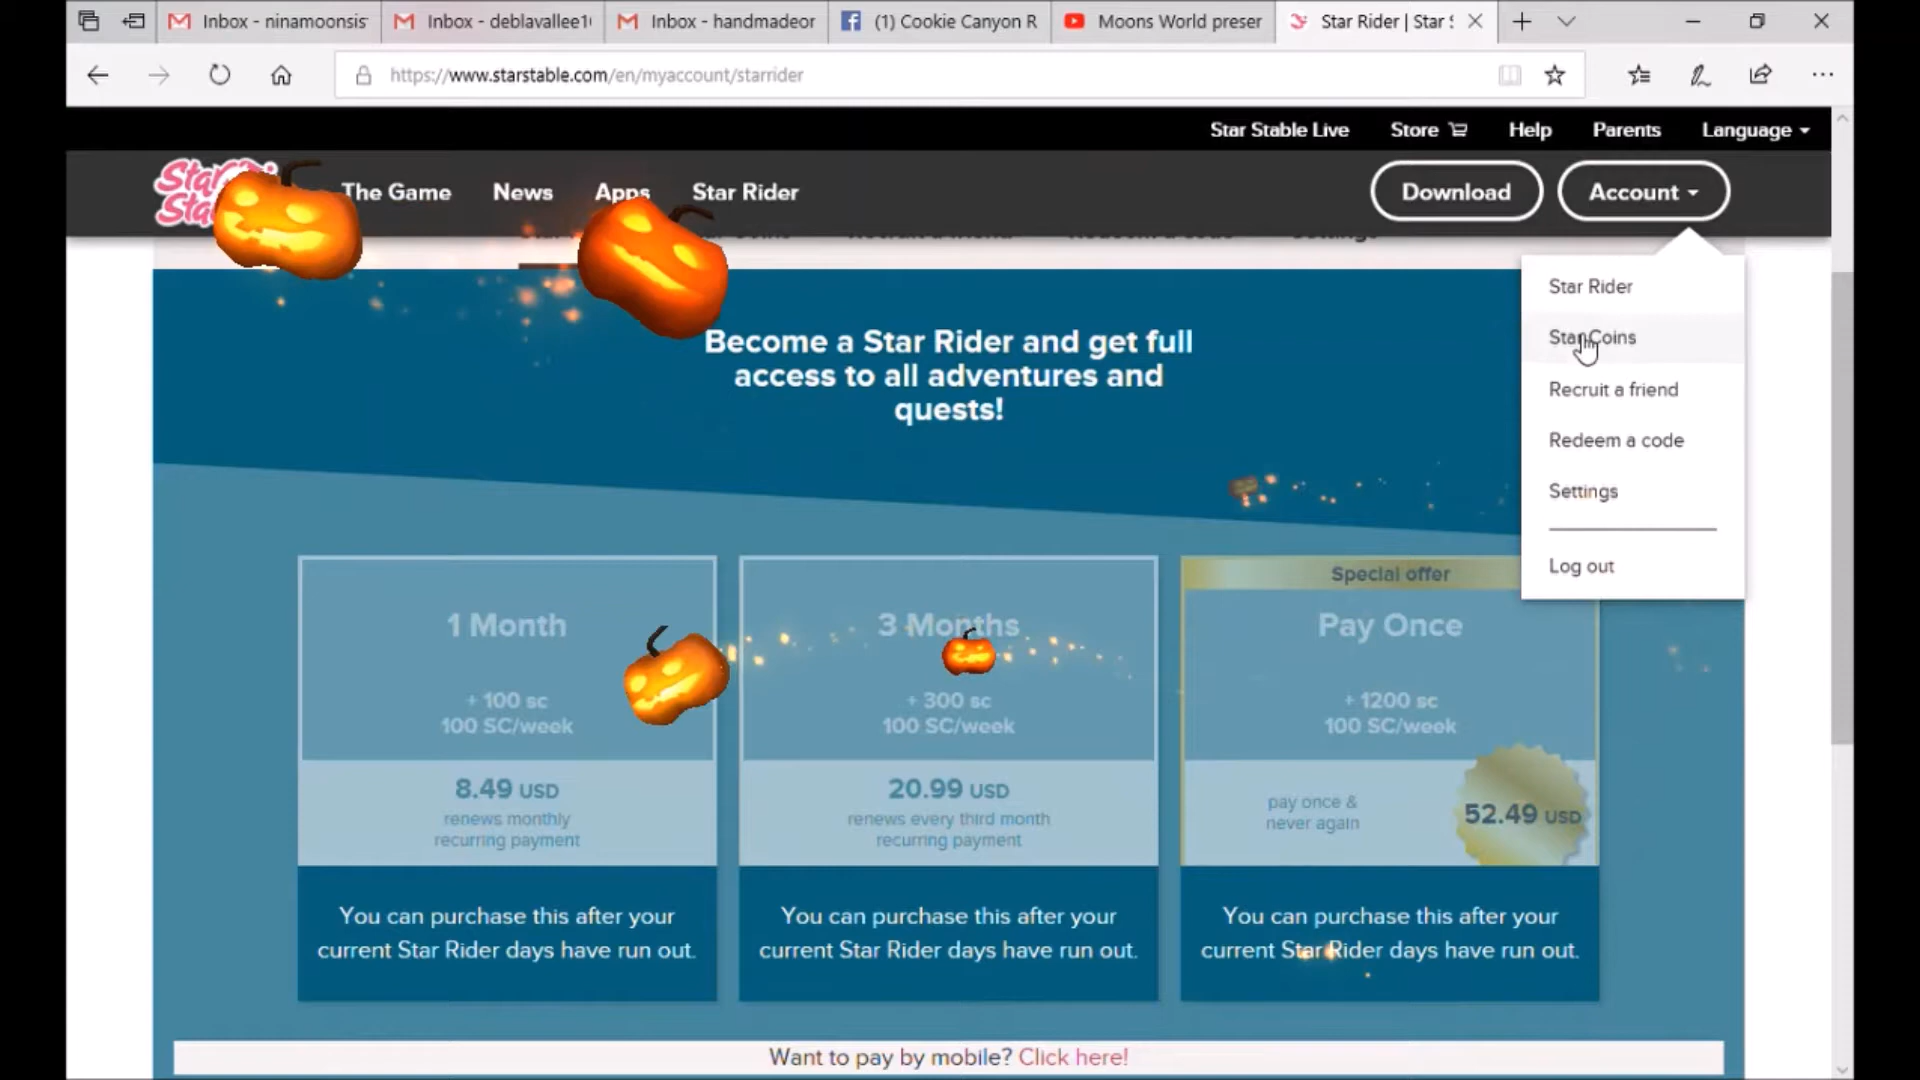 Inbox - ninamoonsis
Inbox - deblavallee1
Inbox - handmadeor
(1) Cookie Canyon R
Moons World preser
Star Rider | Star S
https://www.starstable.com/en/myaccount/starrider
Star Stable Live
Store
Help
Parents
Language
The Game
News
Apps
Star Rider
Download
Account
Star Rider
Star Coins
Recruit a friend
Redeem a code
Settings
Log out
Become a Star Rider and get full
access to all adventures and
quests!
1 Month
+ 100 sc
100 SC/week
8.49 USD
renews monthly
recurring payment
You can purchase this after your
current Star Rider days have run out.
3 Months
+ 300 sc
100 SC/week
20.99 USD
renews every third month
recurring payment
You can purchase this after your
current Star Rider days have run out.
Special offer
Pay Once
+ 1200 sc
100 SC/week
pay once &
never again
52.49 USD
You can purchase this after your
current Star Rider days have run out.
Want to pay by mobile? Click here!